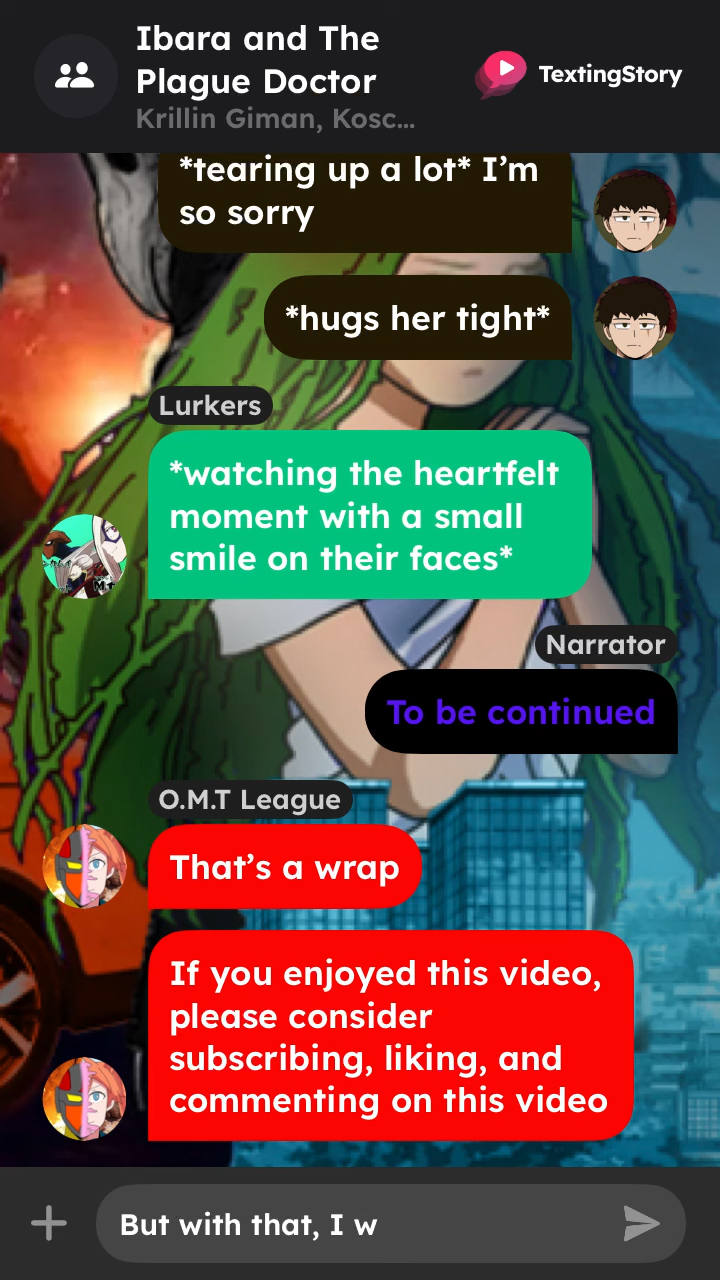 Ibara and The
Plague Doctor
Krillin Giman, Kosc...
TextingStory
*tearing up a lot* I'm
so sorry
*hugs her tight*
Lurkers
*watching the heartfelt
moment with a small
smile on their faces*
Narrator
To be continued
O.M.T League
That's a wrap
If you enjoyed this video,
please consider
subscribing, liking, and
commenting on this video
But with that, I w